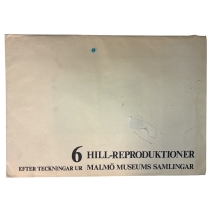 6 HILL-REPRODUKTIONER
EFTER TECKNINGAR UR MALMÖ MUSEUMS SAMLINGAR